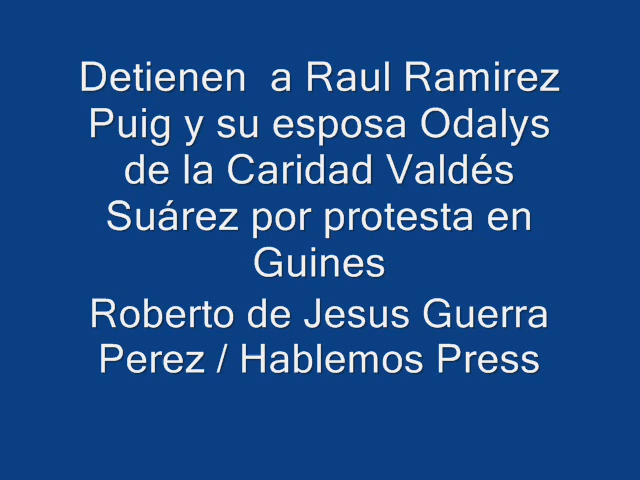 Detienen  a Raul Ramirez
Puig y su esposa Odalys
de la Caridad Valdés
Suárez por protesta en
Guines
Roberto de Jesus Guerra
Perez / Hablemos Press